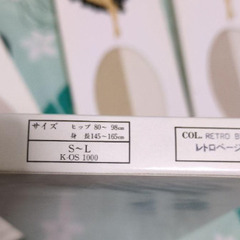 サイズ ヒップ 80〜 98㎝
身 長145〜165㎝
S〜L
K-OS 1000
COL. RETRO B
レトロベージ